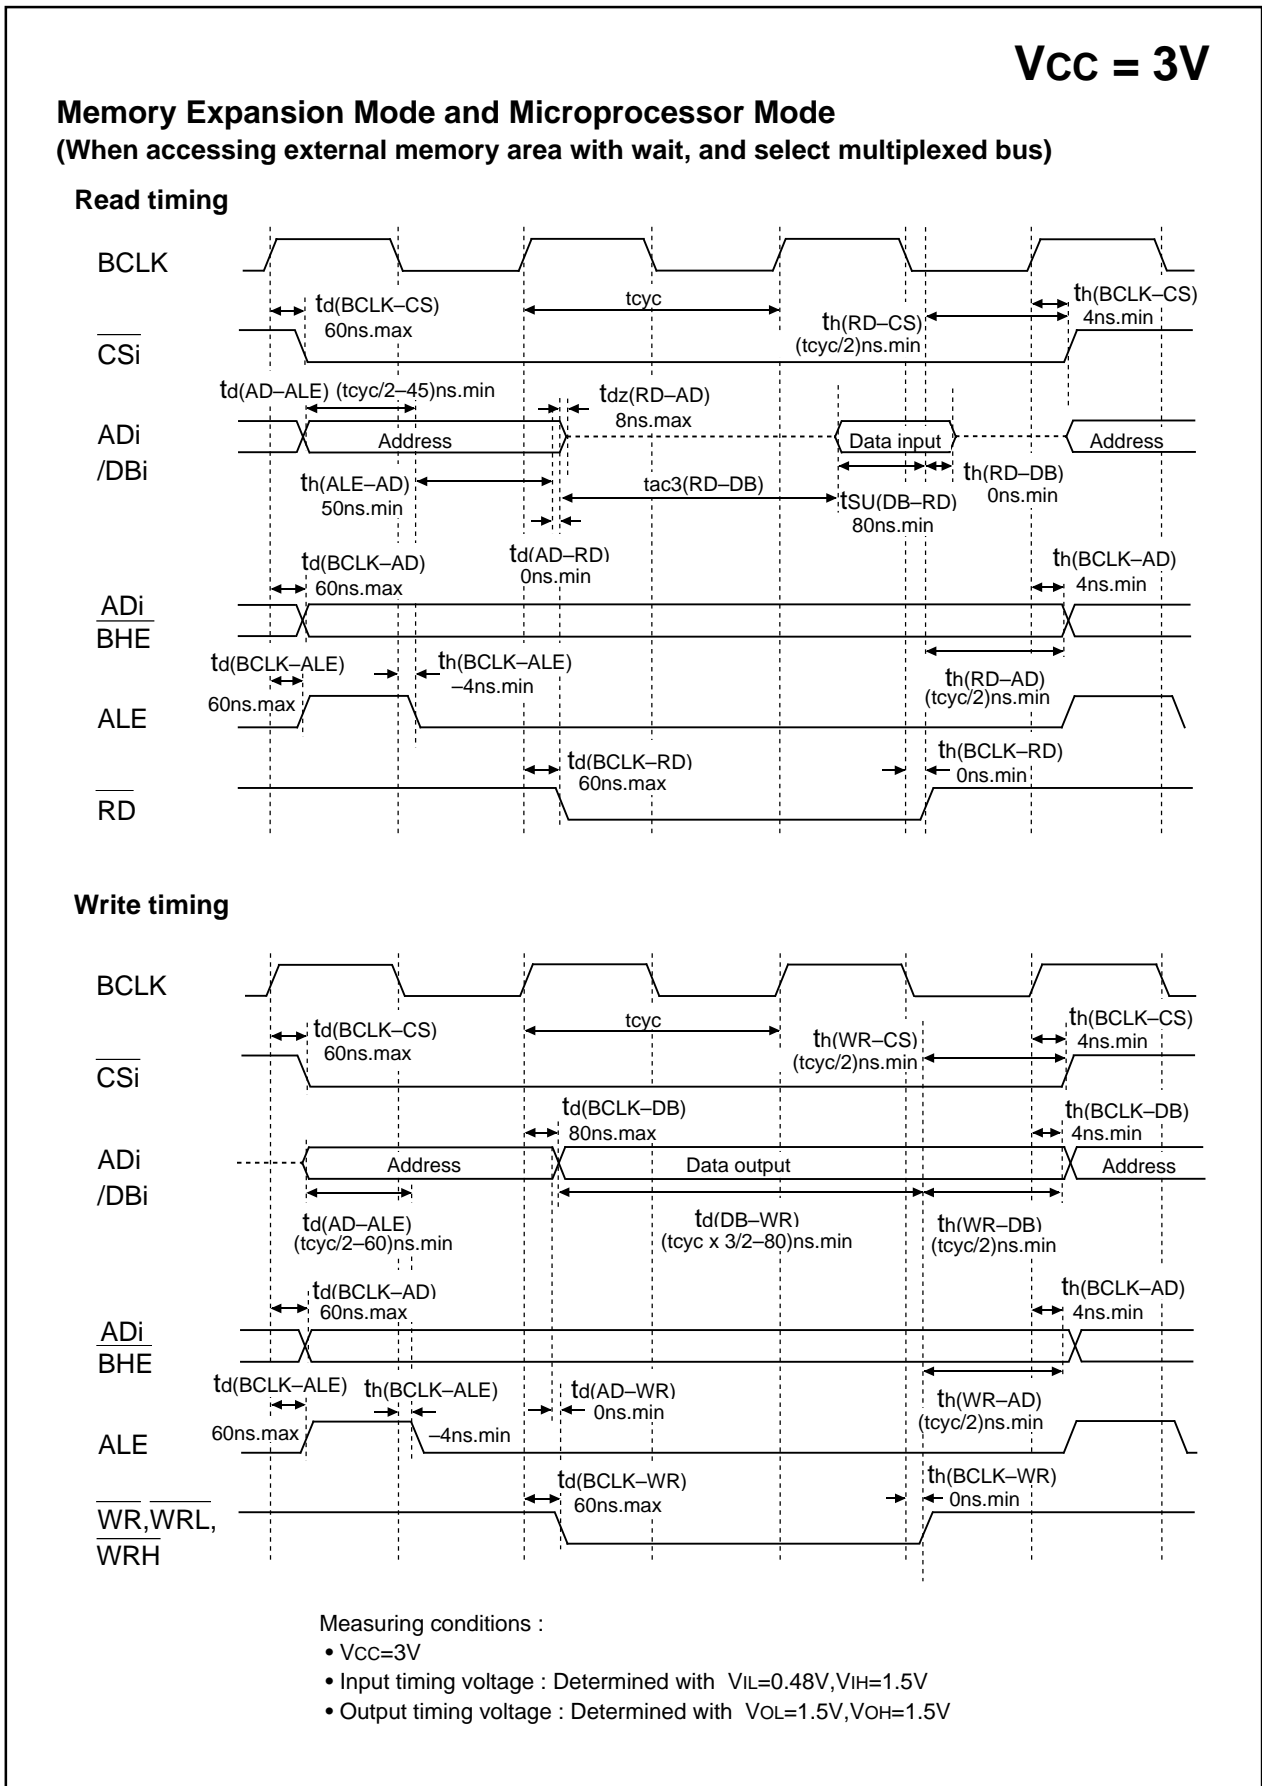 VCC = 3V
Memory Expansion Mode and Microprocessor Mode
(When accessing external memory area with wait, and select multiplexed bus)
Read timing
BCLK
td(BCLK–CS)
60ns.max
tcyc
th(RD–CS)
(tcyc/2)ns.min
th(BCLK–CS)
4ns.min
CSi
td(AD–ALE) (tcyc/2–45)ns.min
tdz(RD–AD)
8ns.max
ADi
/DBi
Address
Data input
Address
th(ALE–AD)
50ns.min
tac3(RD–DB)
tSU(DB–RD)
80ns.min
th(RD–DB)
0ns.min
td(AD–RD)
0ns.min
td(BCLK–AD)
60ns.max
th(BCLK–AD)
4ns.min
ADi
BHE
td(BCLK–ALE)
60ns.max
th(BCLK–ALE)
–4ns.min
th(RD–AD)
(tcyc/2)ns.min
ALE
td(BCLK–RD)
60ns.max
th(BCLK–RD)
0ns.min
RD
Write timing
BCLK
td(BCLK–CS)
60ns.max
tcyc
th(WR–CS)
(tcyc/2)ns.min
th(BCLK–CS)
4ns.min
CSi
td(BCLK–DB)
80ns.max
th(BCLK–DB)
4ns.min
ADi
/DBi
Address
Data output
Address
td(AD–ALE)
(tcyc/2–60)ns.min
td(DB–WR)
(tcyc x 3/2–80)ns.min
th(WR–DB)
(tcyc/2)ns.min
td(BCLK–AD)
60ns.max
th(BCLK–AD)
4ns.min
ADi
BHE
td(BCLK–ALE)
60ns.max
th(BCLK–ALE)
–4ns.min
td(AD–WR)
0ns.min
th(WR–AD)
(tcyc/2)ns.min
ALE
td(BCLK–WR)
60ns.max
th(BCLK–WR)
0ns.min
WR,WRL,
WRH
Measuring conditions :
• VCC=3V
• Input timing voltage : Determined with VIL=0.48V,VIH=1.5V
• Output timing voltage : Determined with VOL=1.5V,VOH=1.5V